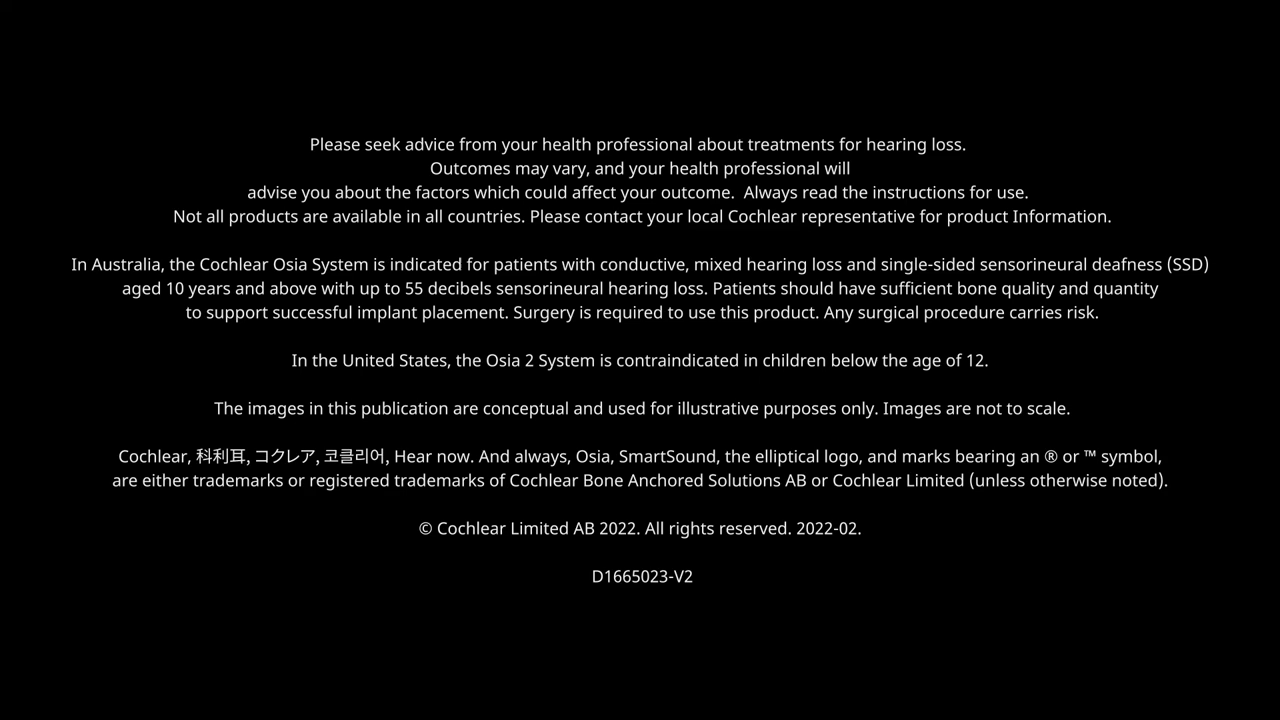 Please seek advice from your health professional about treatments for hearing loss.
Outcomes may vary, and your health professional will
advise you about the factors which could affect your outcome.  Always read the instructions for use.
Not all products are available in all countries. Please contact your local Cochlear representative for product Information.
In Australia, the Cochlear Osia System is indicated for patients with conductive, mixed hearing loss and single-sided sensorineural deafness (SSD)
aged 10 years and above with up to 55 decibels sensorineural hearing loss. Patients should have sufficient bone quality and quantity
to support successful implant placement. Surgery is required to use this product. Any surgical procedure carries risk.
In the United States, the Osia 2 System is contraindicated in children below the age of 12.
The images in this publication are conceptual and used for illustrative purposes only. Images are not to scale.
Cochlear, 科利耳, コクレア, 코클리어, Hear now. And always, Osia, SmartSound, the elliptical logo, and marks bearing an ® or ™ symbol,
are either trademarks or registered trademarks of Cochlear Bone Anchored Solutions AB or Cochlear Limited (unless otherwise noted).
© Cochlear Limited AB 2022. All rights reserved. 2022-02.
D1665023-V2